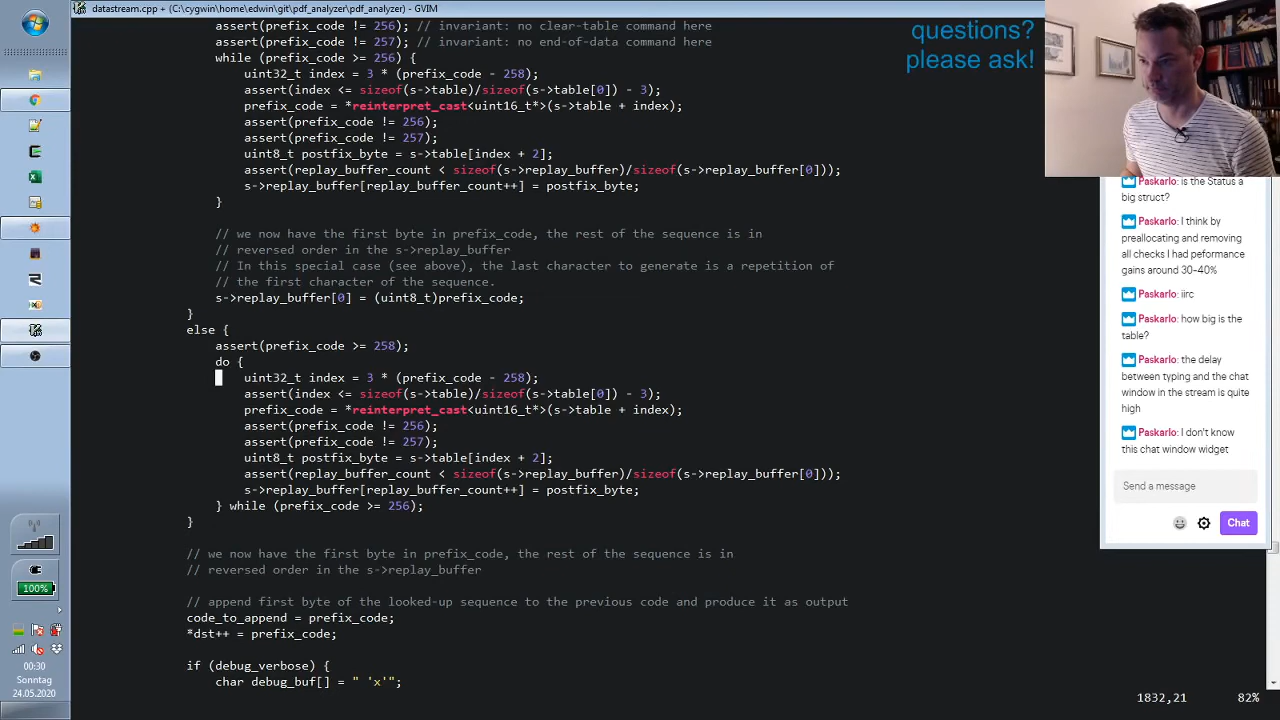 datastream.cpp + (C:\cygwin\home\edwin\git\pdf_analyzer\pdf_analyzer) - GVIM
assert(prefix_code != 256); // invariant: no clear-table command here
assert(prefix_code != 257); // invariant: no end-of-data command here
while (prefix_code >= 256) {
uint32_t index = 3 * (prefix_code - 258);
assert(index <= sizeof(s->table)/sizeof(s->table[0]) - 3);
prefix_code = *reinterpret_cast<uint16_t*>(s->table + index);
assert(prefix_code != 256);
assert(prefix_code != 257);
uint8_t postfix_byte = s->table[index + 2];
assert(replay_buffer_count < sizeof(s->replay_buffer)/sizeof(s->replay_buffer[0]));
s->replay_buffer[replay_buffer_count++] = postfix_byte;
}
// we now have the first byte in prefix_code, the rest of the sequence is in
// reversed order in the s->replay_buffer
// In this special case (see above), the last character to generate is a repetition of
// the first character of the sequence.
s->replay_buffer[0] = (uint8_t)prefix_code;
}
else {
assert(prefix_code >= 258);
do {
uint32_t index = 3 * (prefix_code - 258);
assert(index <= sizeof(s->table)/sizeof(s->table[0]) - 3);
prefix_code = *reinterpret_cast<uint16_t*>(s->table + index);
assert(prefix_code != 256);
assert(prefix_code != 257);
uint8_t postfix_byte = s->table[index + 2];
assert(replay_buffer_count < sizeof(s->replay_buffer)/sizeof(s->replay_buffer[0]));
s->replay_buffer[replay_buffer_count++] = postfix_byte;
} while (prefix_code >= 256);
}
// we now have the first byte in prefix_code, the rest of the sequence is in
// reversed order in the s->replay_buffer
// append first byte of the looked-up sequence to the previous code and produce it as output
code_to_append = prefix_code;
*dst++ = prefix_code;
if (debug_verbose) {
char debug_buf[] = " 'x'";
1832,21 82%
questions?
please ask!
Paskarlo: is the Status a
big struct?
Paskarlo: I think by
preallocating and removing
all checks I had peformance
gains around 30-40%
Paskarlo: iirc
Paskarlo: how big is the
table?
Paskarlo: the delay
between typing and the chat
window in the stream is quite
high
Paskarlo: I don't know
this chat window widget
Send a message
Chat
100%
00:30
Sonntag
24.05.2020